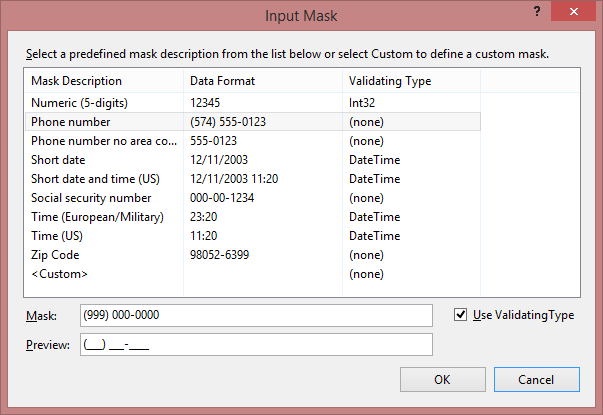 Input Mask
? ×
Select a predefined mask description from the list below or select Custom to define a custom mask.
Mask Description Data Format Validating Type
Numeric (5-digits) 12345 Int32
Phone number (574) 555-0123 (none)
Phone number no area co... 555-0123 (none)
Short date 12/11/2003 DateTime
Short date and time (US) 12/11/2003 11:20 DateTime
Social security number 000-00-1234 (none)
Time (European/Military) 23:20 DateTime
Time (US) 11:20 DateTime
Zip Code 98052-6399 (none)
<Custom> (none)
Mask: (999) 000-0000 Use ValidatingType
Preview: (___) ___-____
OK Cancel